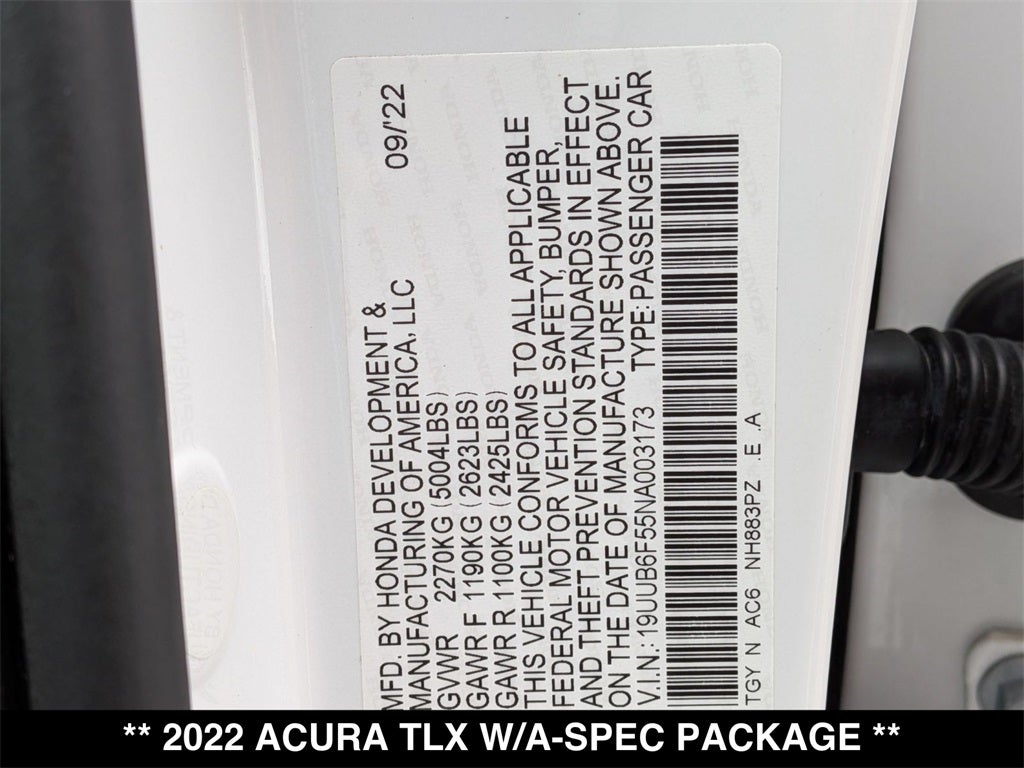 MFD. BY HONDA DEVELOPMENT & 09/'22
MANUFACTURING OF AMERICA, LLC
GVWR 2270KG (5004LBS)
GAWR F 1190KG (2623LBS)
GAWR R 1100KG (2425LBS)
THIS VEHICLE CONFORMS TO ALL APPLICABLE
FEDERAL MOTOR VEHICLE SAFETY, BUMPER,
AND THEFT PREVENTION STANDARDS IN EFFECT
ON THE DATE OF MANUFACTURE SHOWN ABOVE.
V.I.N.: 19UUB6F55NA003173 TYPE: PASSENGER CAR
TGY N AC6 NH883PZ .E .A
** 2022 ACURA TLX W/A-SPEC PACKAGE **